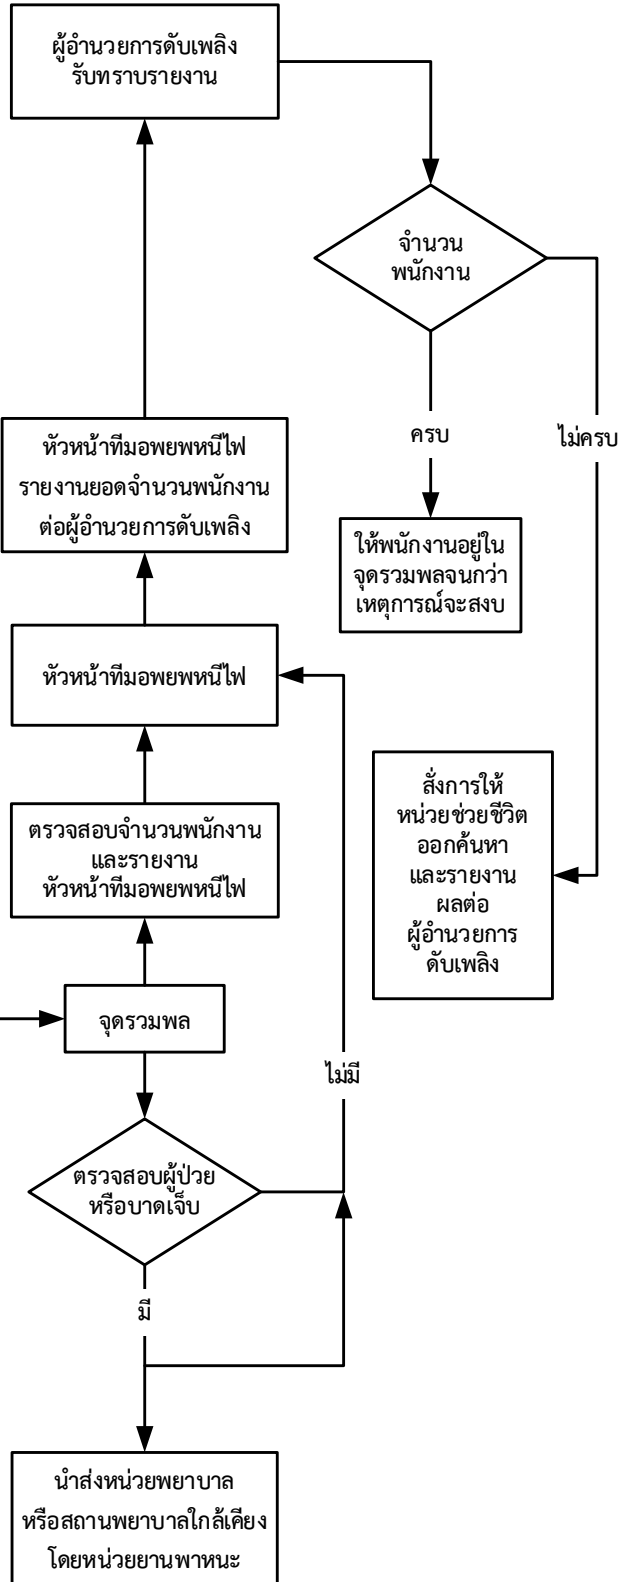 ผู้อำนวยการดับเพลิง
รับทราบรายงาน
จำนวน
พนักงาน
ครบ
ไม่ครบ
หัวหน้าทีมอพยพหนีไฟ
รายงานยอดจำนวนพนักงาน
ต่อผู้อำนวยการดับเพลิง
ให้พนักงานอยู่ใน
จุดรวมพลจนกว่า
เหตุการณ์จะสงบ
หัวหน้าทีมอพยพหนีไฟ
สั่งการให้
หน่วยช่วยชีวิต
ออกค้นหา
และรายงาน
ผลต่อ
ผู้อำนวยการ
ดับเพลิง
ตรวจสอบจำนวนพนักงาน
และรายงาน
หัวหน้าทีมอพยพหนีไฟ
จุดรวมพล
ไม่มี
ตรวจสอบผู้ป่วย
หรือบาดเจ็บ
มี
นำส่งหน่วยพยาบาล
หรือสถานพยาบาลใกล้เคียง
โดยหน่วยยานพาหนะ